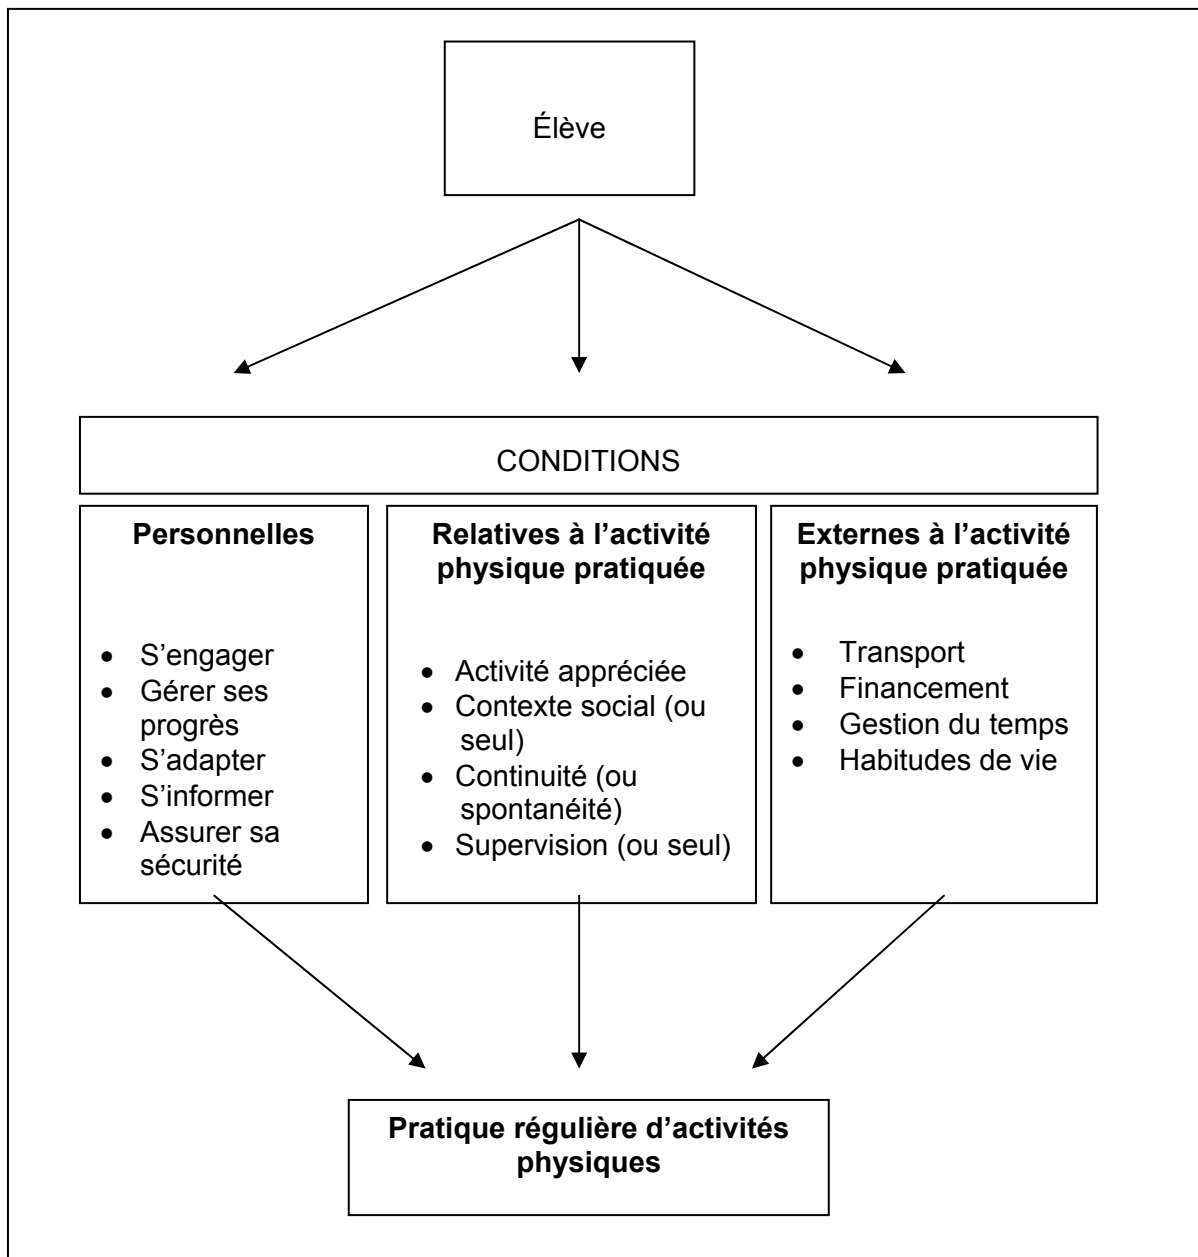 Élève
CONDITIONS
Personnelles
• S’engager
• Gérer ses
progrès
• S’adapter
• S’informer
• Assurer sa
sécurité
Relatives à l’activité
physique pratiquée
• Activité appréciée
• Contexte social (ou
seul)
• Continuité (ou
spontanéité)
• Supervision (ou seul)
Externes à l’activité
physique pratiquée
• Transport
• Financement
• Gestion du temps
• Habitudes de vie
Pratique régulière d’activités
physiques